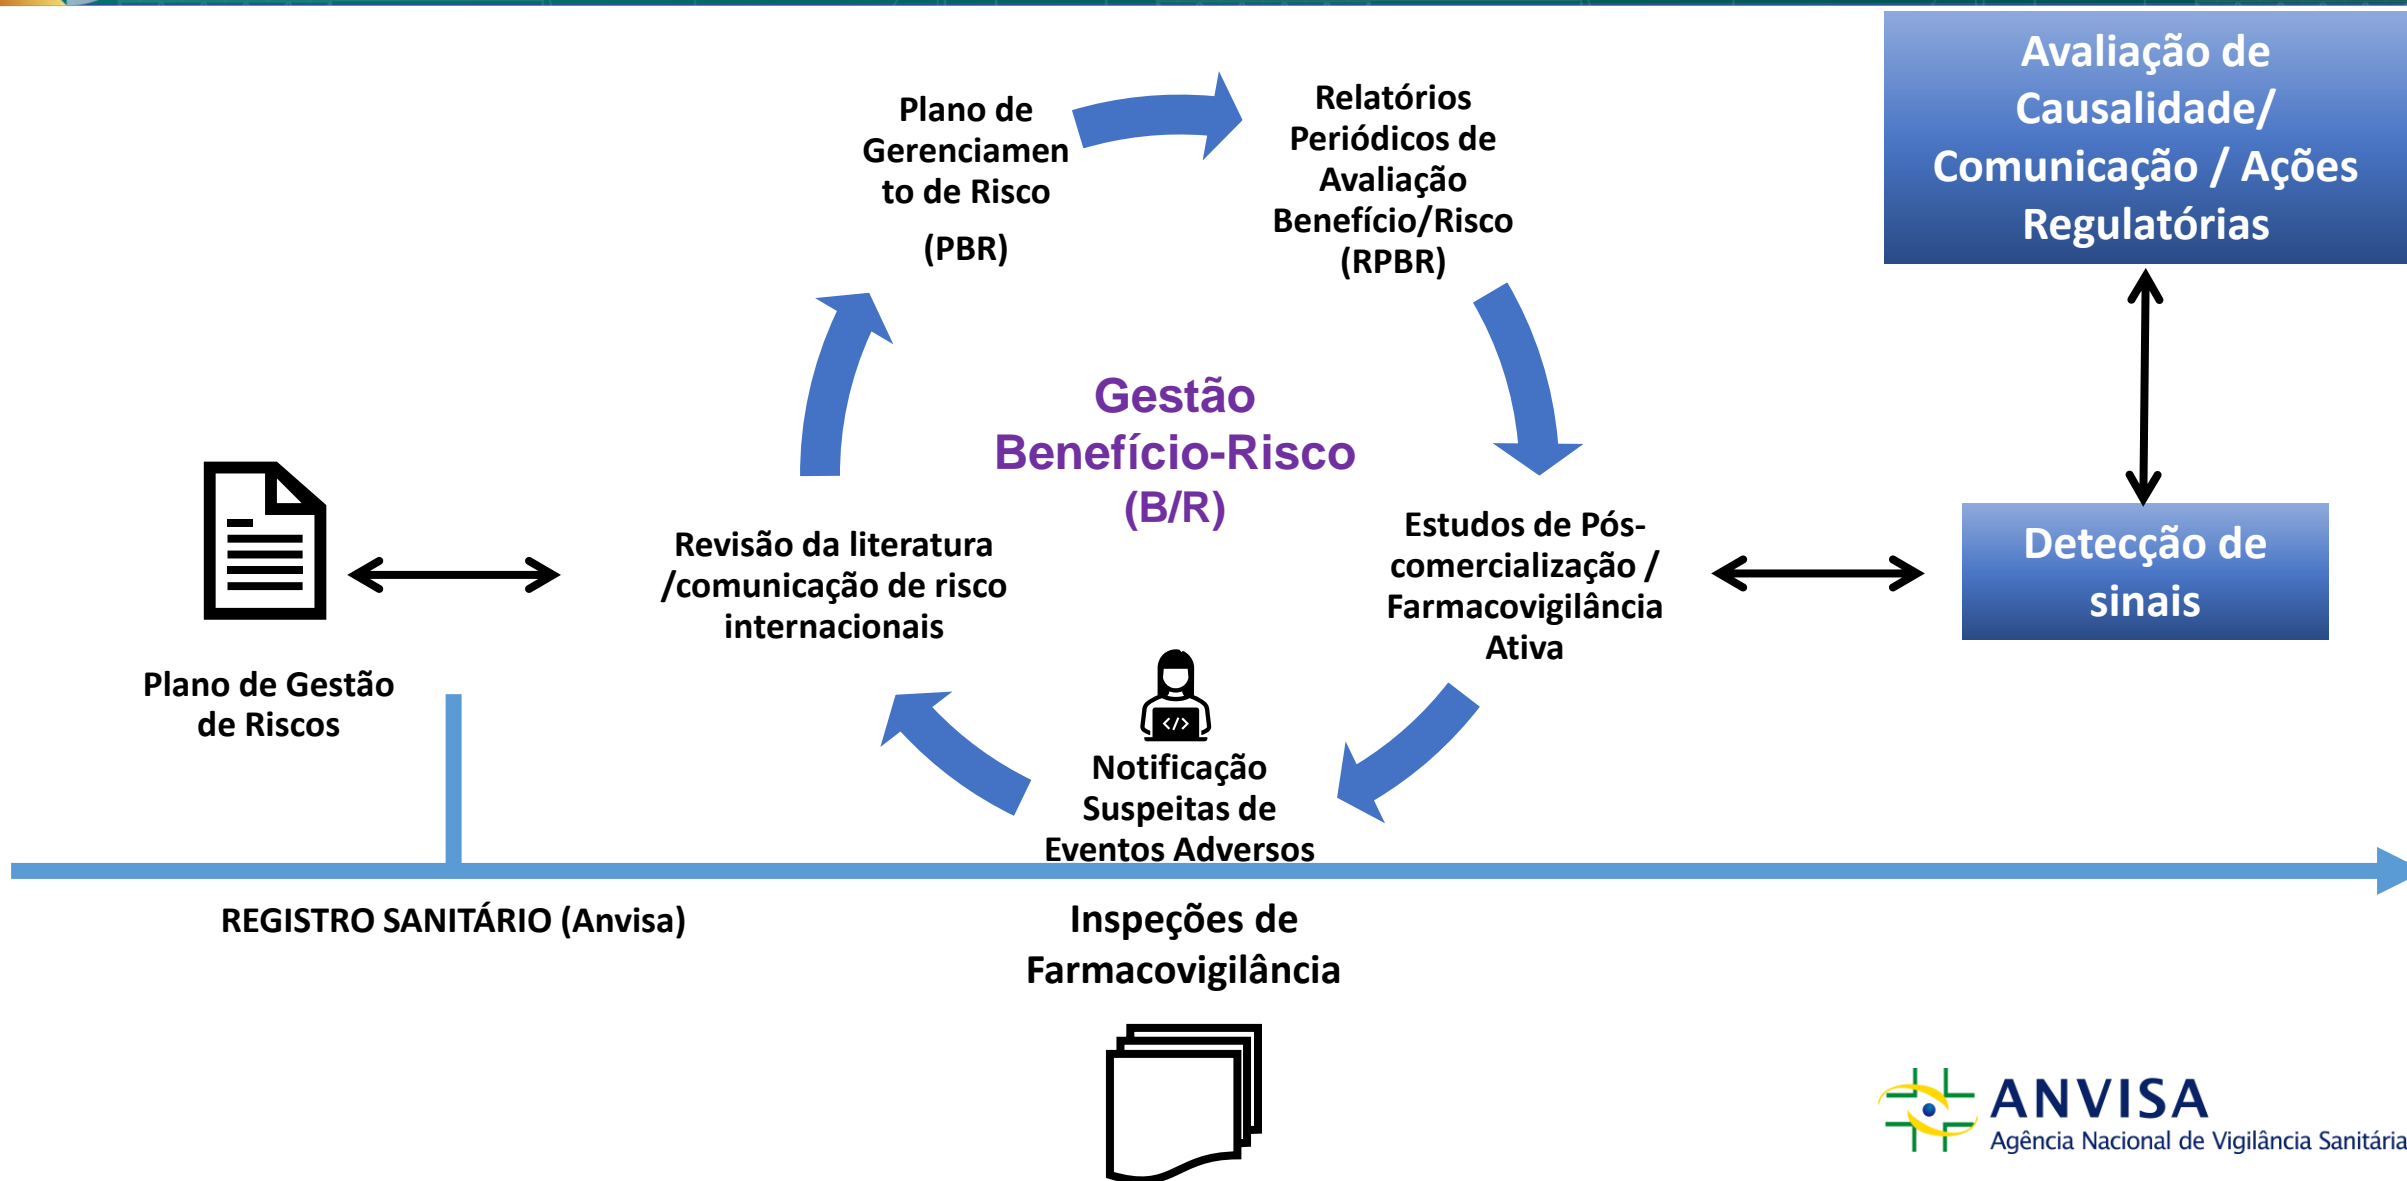 Plano de
Gerenciamen
to de Risco
(PBR)
Relatórios
Periódicos de
Avaliação
Benefício/Risco
(RPBR)
Avaliação de
Causalidade/
Comunicação / Ações
Regulatórias
Gestão
Benefício-Risco
(B/R)
Revisão da literatura
/comunicação de risco
internacionais
Estudos de Pós-
comercialização /
Farmacovigilância
Ativa
Detecção de
sinais
Plano de Gestão
de Riscos
</>
Notificação
Suspeitas de
Eventos Adversos
REGISTRO SANITÁRIO (Anvisa)
Inspeções de
Farmacovigilância
ANVISA
Agência Nacional de Vigilância Sanitária